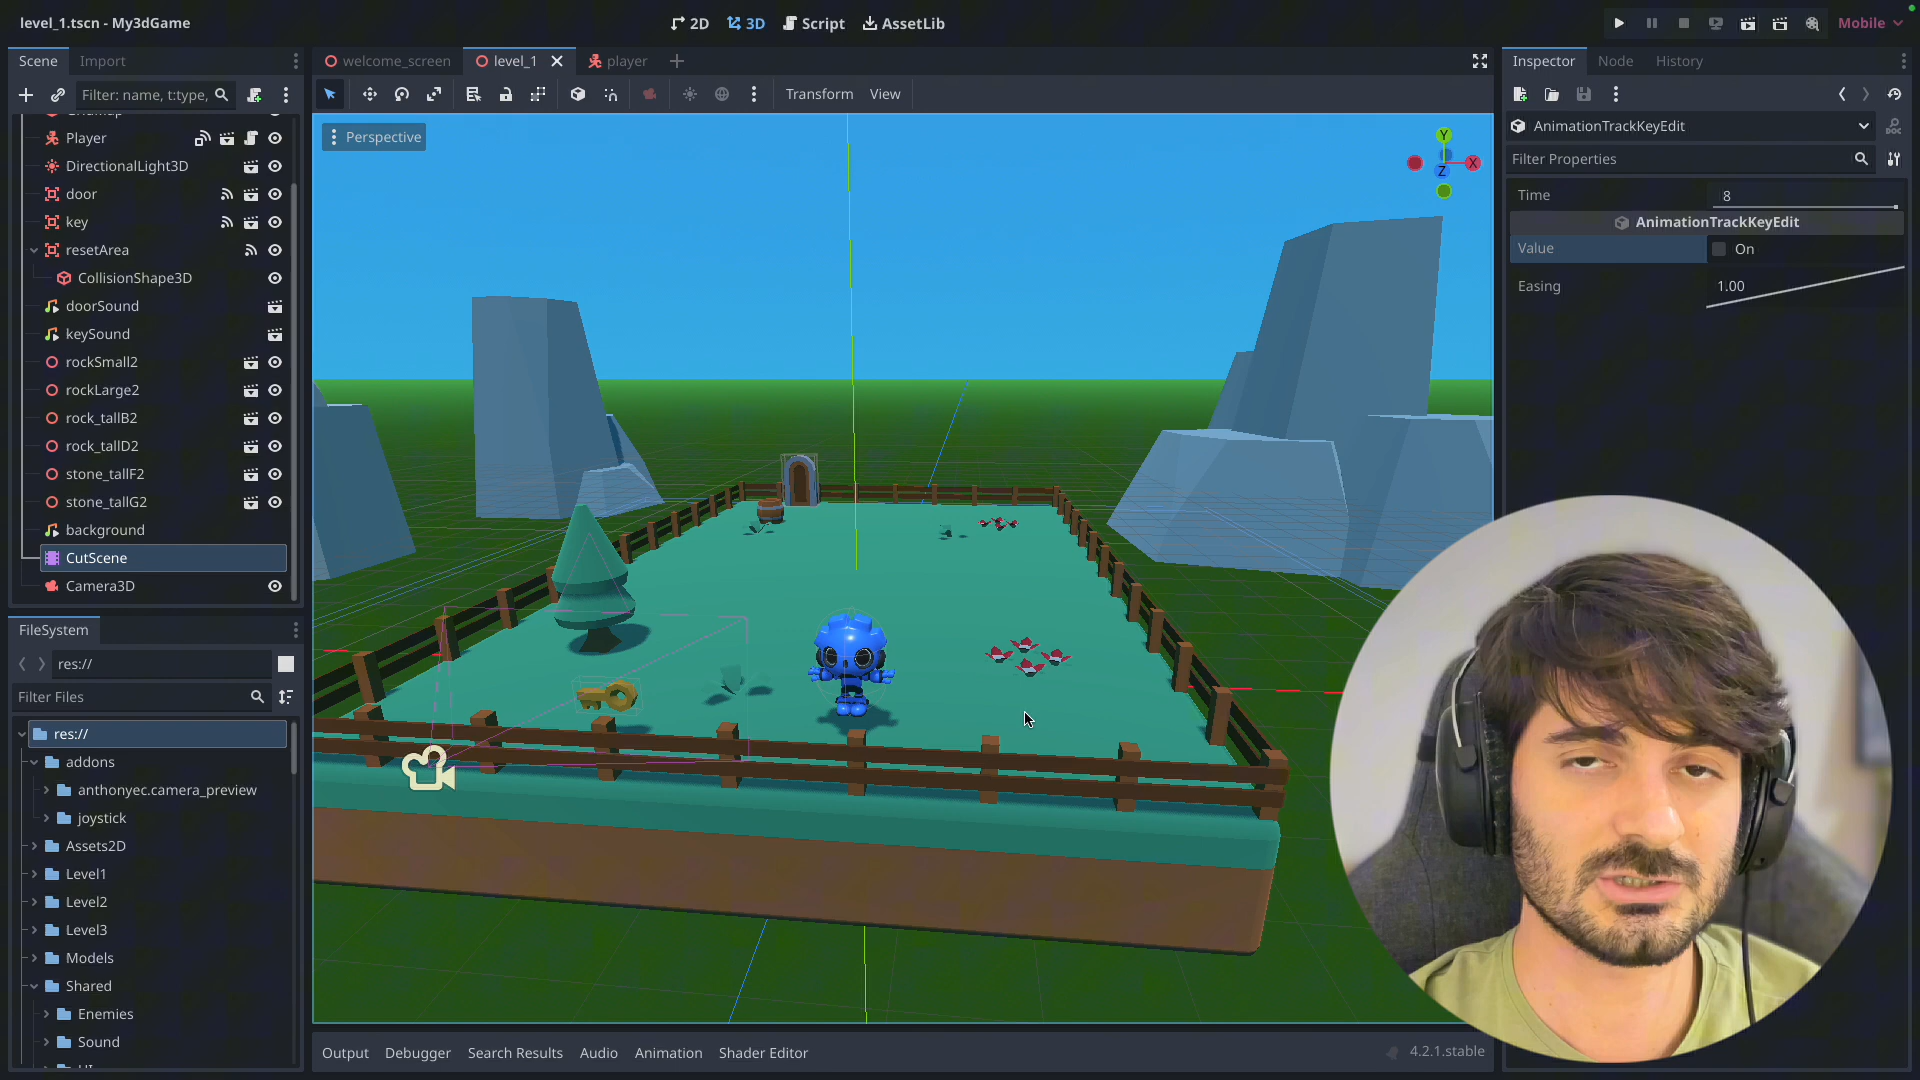 level_1.tscn - My3dGame
2D
3D
Script
AssetLib
Mobile
Scene
Import
Filter: name, t:type,
Player
DirectionalLight3D
door
key
resetArea
CollisionShape3D
doorSound
keySound
rockSmall2
rockLarge2
rock_tallB2
rock_tallD2
stone_tallF2
stone_tallG2
background
CutScene
Camera3D
FileSystem
res://
Filter Files
res://
addons
anthonyec.camera_preview
joystick
Assets2D
Level1
Level2
Level3
Models
Shared
Enemies
Sound
welcome_screen
level_1
player
Transform
View
Perspective
Y
X
Z
Output
Debugger
Search Results
Audio
Animation
Shader Editor
4.2.1.stable
Inspector
Node
History
AnimationTrackKeyEdit
Filter Properties
Time
8
AnimationTrackKeyEdit
Value
On
Easing
1.00